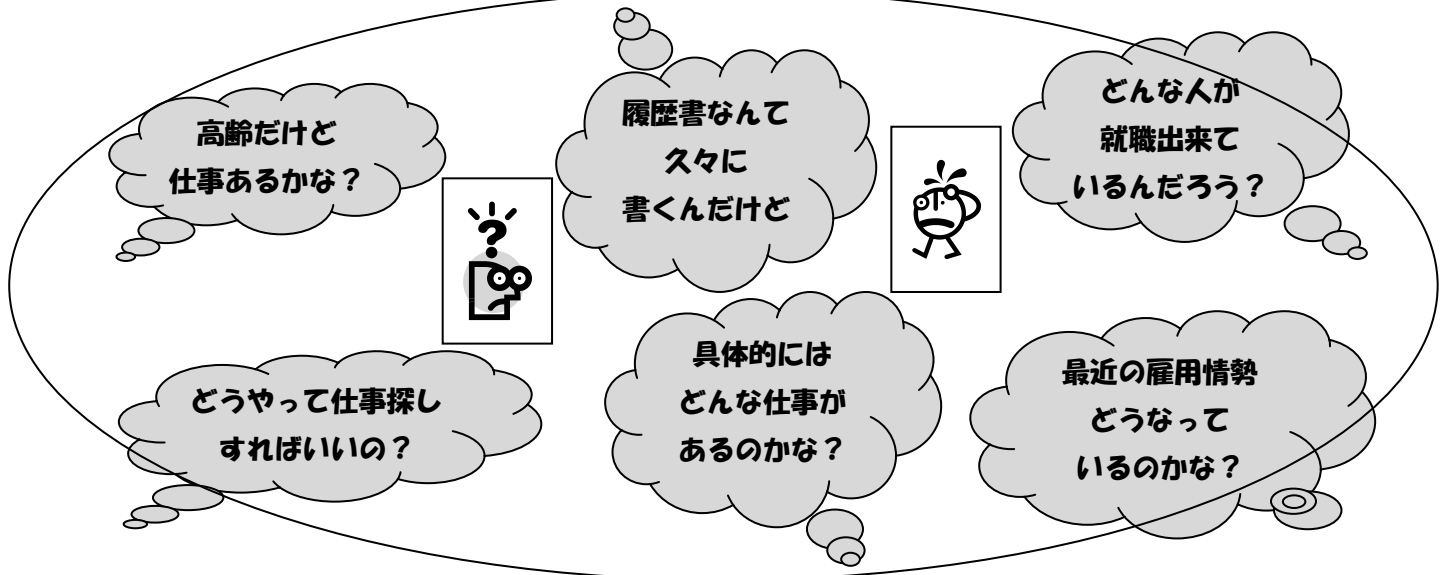 高齢だけど
仕事あるかな？
履歴書なんて
久々に
書くんだけど
どんな人が
就職出来て
いるんだろう？
?
どうやって仕事探し
すればいいの？
具体的には
どんな仕事が
あるのかな？
最近の雇用情勢
どうなって
いるのかな？